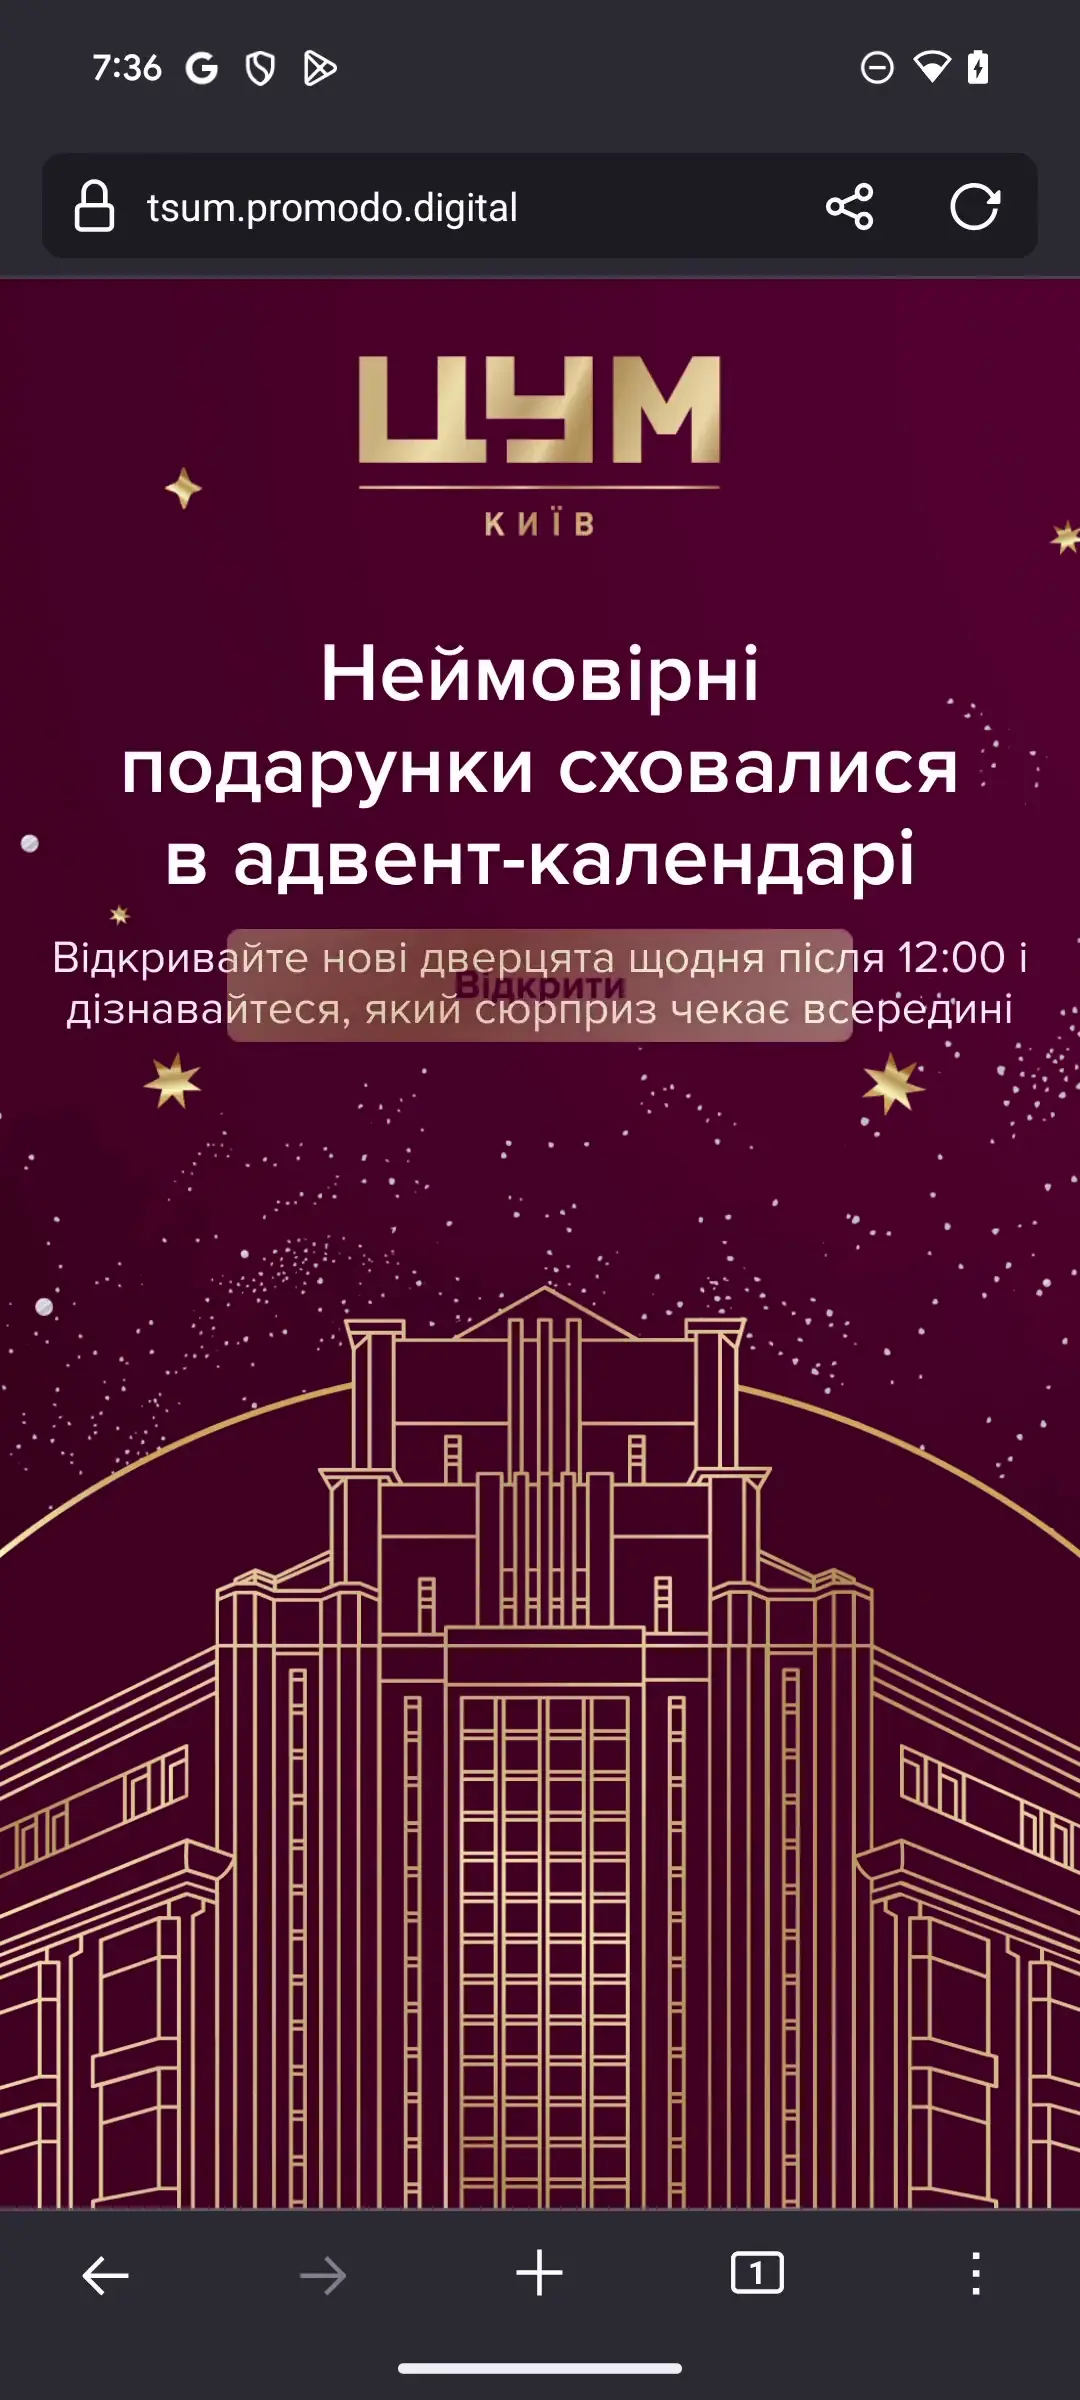 7:36
tsum.promodo.digital
ЦУМ
КИЇВ
Неймовірні
подарунки сховалися
в адвент-календарі
Відкривайте нові дверцята щодня після 12:00 і
Відкрити
дізнавайтеся, який сюрприз чекає всередині
1